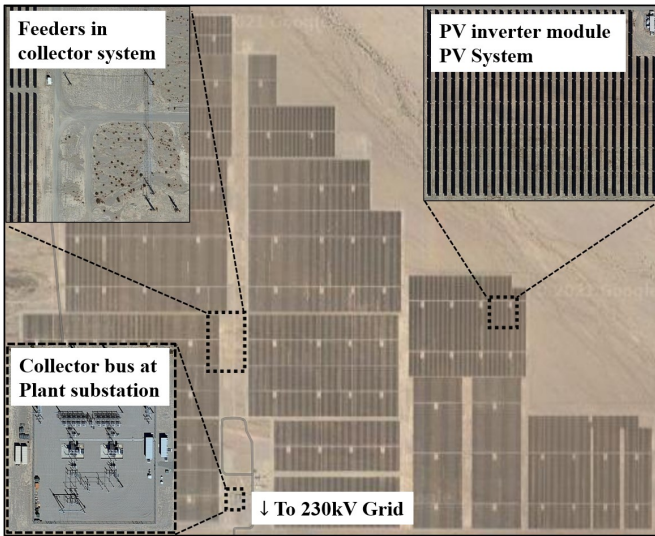 Feeders in
collector system
PV inverter module
PV System
Collector bus at
Plant substation
↓ To 230kV Grid